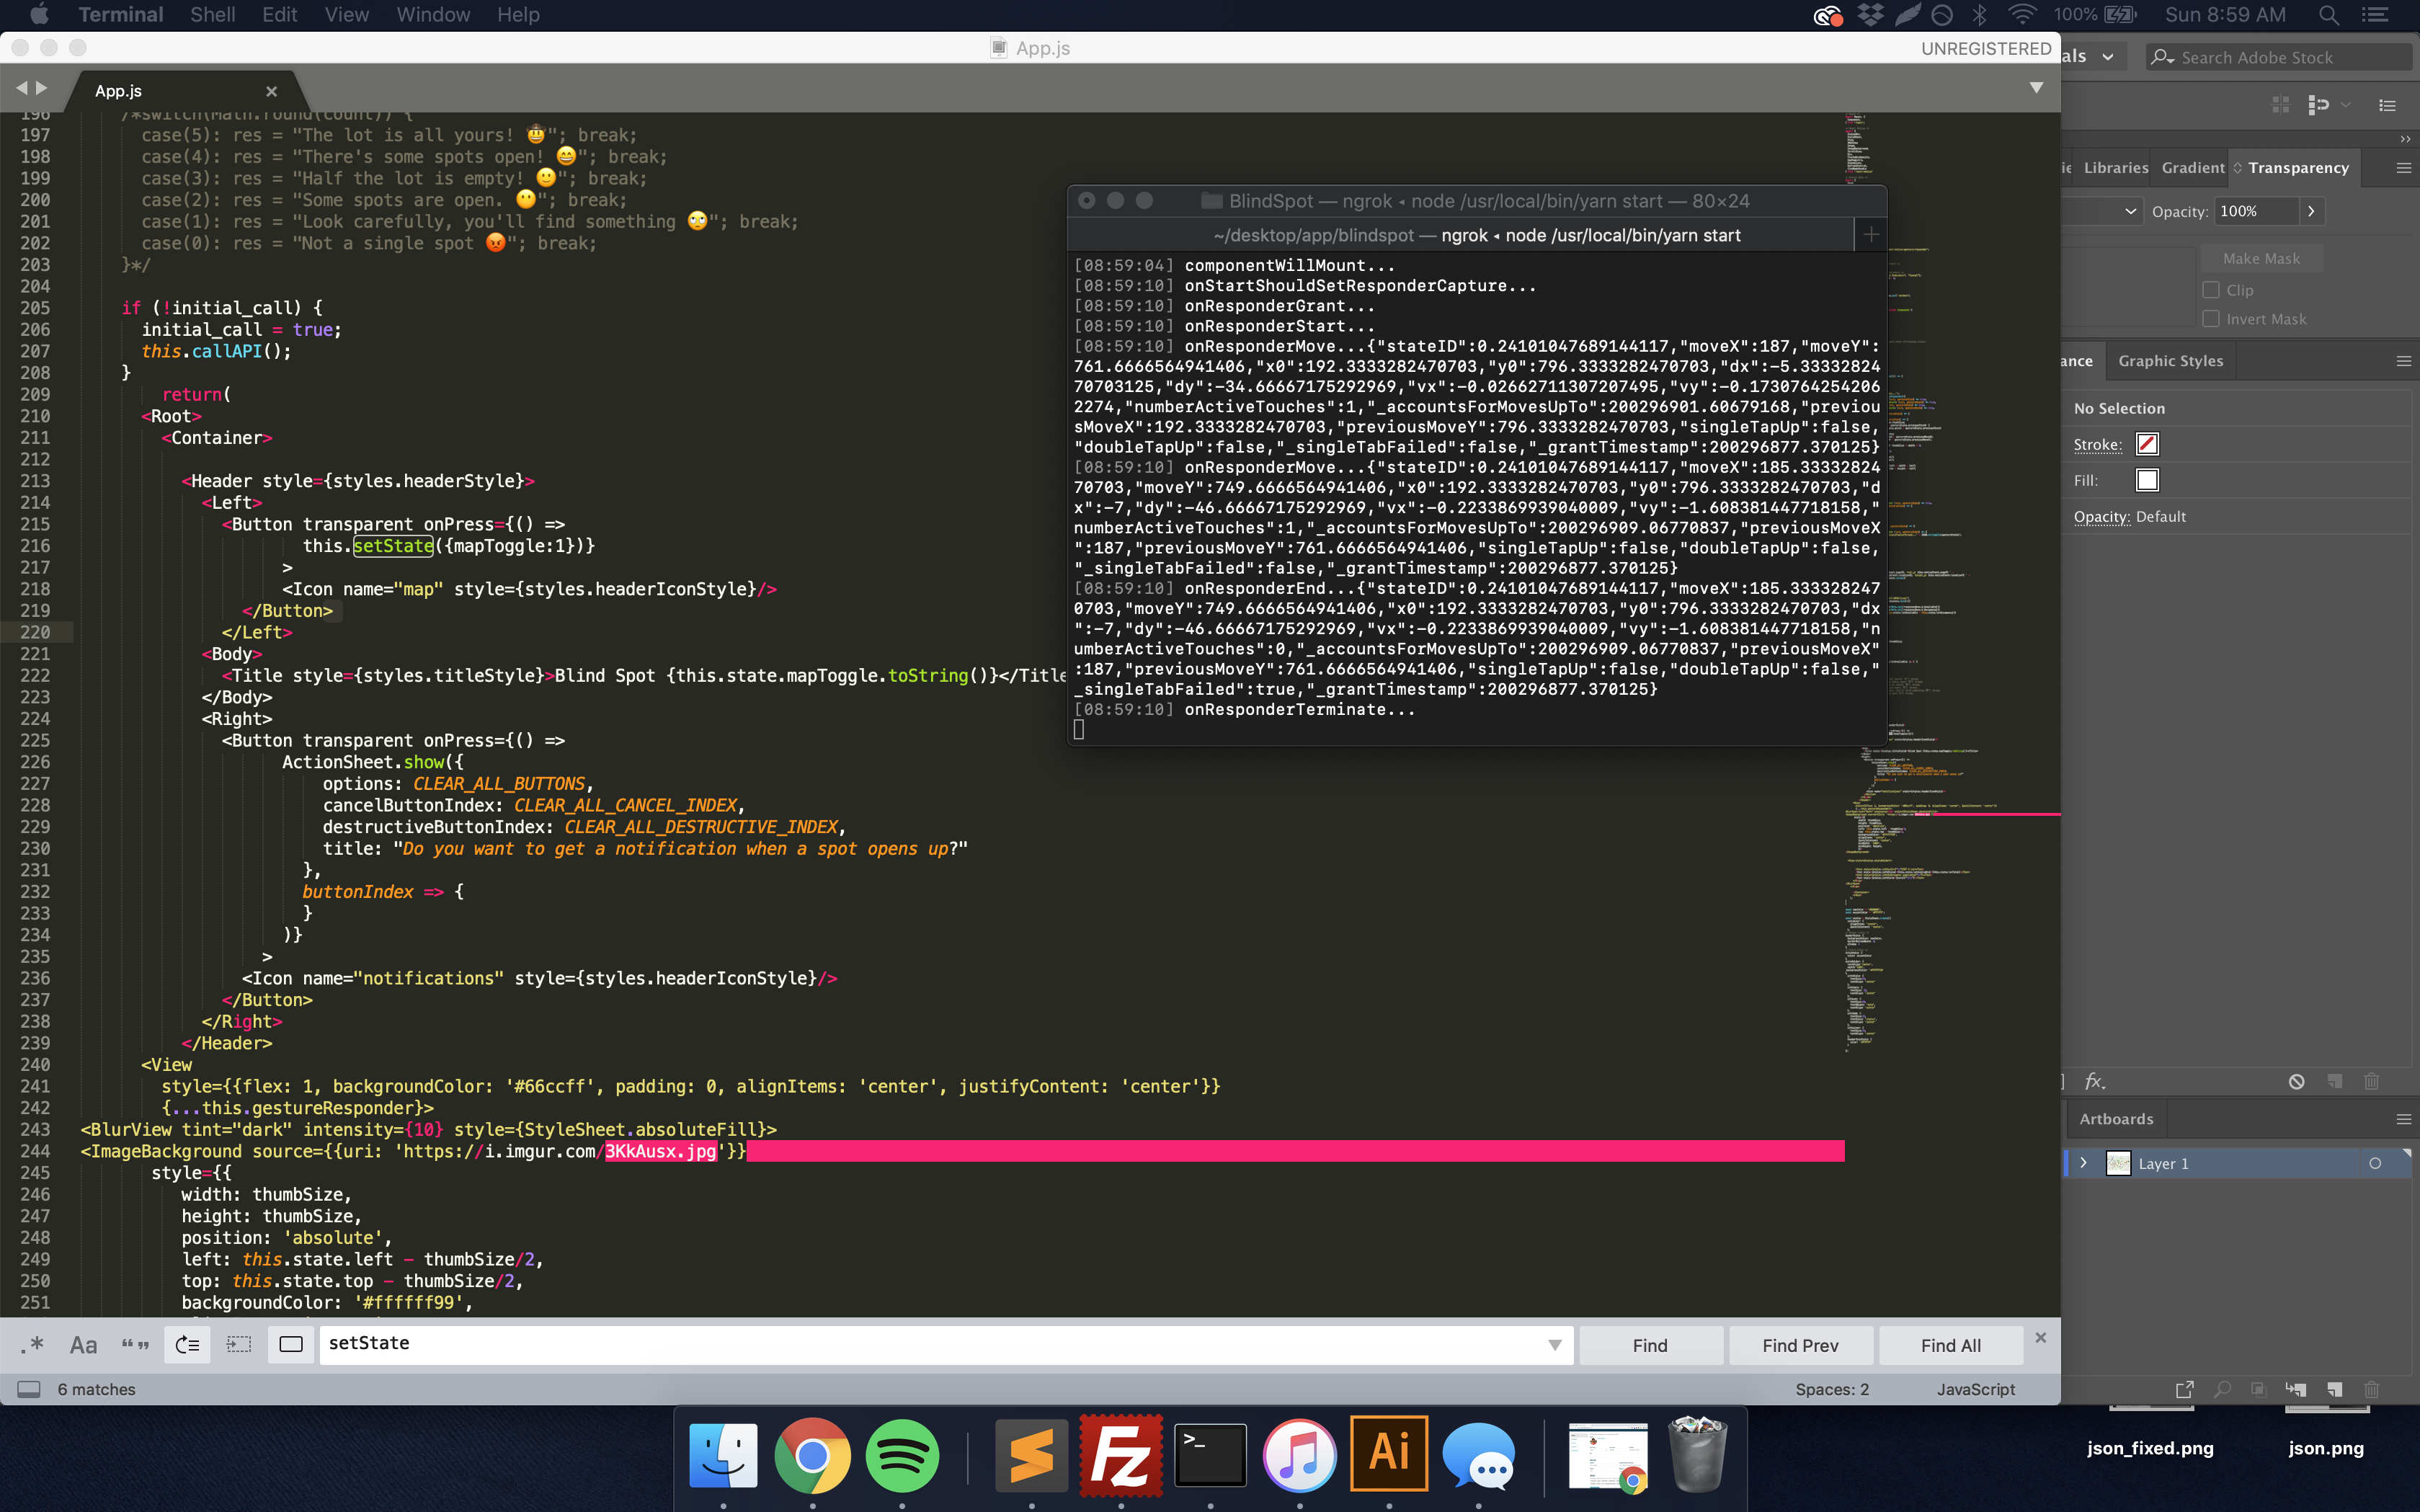 Terminal Shell Edit View Window Help
100% Sun 8:59 AM
App.js
UNREGISTERED
App.js ×
196 /*switch(Math.round(count)) {
197 case(5): res = "The lot is all yours! 🤠"; break;
198 case(4): res = "There's some spots open! 😄"; break;
199 case(3): res = "Half the lot is empty! 🙂"; break;
200 case(2): res = "Some spots are open. 😶"; break;
201 case(1): res = "Look carefully, you'll find something 🙄"; break;
202 case(0): res = "Not a single spot 😡"; break;
203 }*/
204
205 if (!initial_call) {
206 initial_call = true;
207 this.callAPI();
208 }
209 return(
210 <Root>
211 <Container>
212
213 <Header style={styles.headerStyle}>
214 <Left>
215 <Button transparent onPress={() =>
216 this.setState({mapToggle:1})}
217 >
218 <Icon name="map" style={styles.headerIconStyle}/>
219 </Button>
220 </Left>
221 <Body>
222 <Title style={styles.titleStyle}>Blind Spot {this.state.mapToggle.toString()}</Title
223 </Body>
224 <Right>
225 <Button transparent onPress={() =>
226 ActionSheet.show({
227 options: CLEAR_ALL_BUTTONS,
228 cancelButtonIndex: CLEAR_ALL_CANCEL_INDEX,
229 destructiveButtonIndex: CLEAR_ALL_DESTRUCTIVE_INDEX,
230 title: "Do you want to get a notification when a spot opens up?"
231 },
232 buttonIndex => {
233 }
234 )}
235 >
236 <Icon name="notifications" style={styles.headerIconStyle}/>
237 </Button>
238 </Right>
239 </Header>
240 <View
241 style={{flex: 1, backgroundColor: '#66ccff', padding: 0, alignItems: 'center', justifyContent: 'center'}}
242 {...this.gestureResponder}>
243 <BlurView tint="dark" intensity={10} style={StyleSheet.absoluteFill}>
244 <ImageBackground source={{uri: 'https://i.imgur.com/3KkAusx.jpg'}}
245 style={{
246 width: thumbSize,
247 height: thumbSize,
248 position: 'absolute',
249 left: this.state.left - thumbSize/2,
250 top: this.state.top - thumbSize/2,
251 backgroundColor: '#ffffff99',
BlindSpot — ngrok ◂ node /usr/local/bin/yarn start — 80×24
~/desktop/app/blindspot — ngrok ◂ node /usr/local/bin/yarn start
[08:59:04] componentWillMount...
[08:59:10] onStartShouldSetResponderCapture...
[08:59:10] onResponderGrant...
[08:59:10] onResponderStart...
[08:59:10] onResponderMove...{"stateID":0.24101047689144117,"moveX":187,"moveY":
761.6666564941406,"x0":192.3333282470703,"y0":796.3333282470703,"dx":-5.33333282
470703125,"dy":-34.66667175292969,"vx":-0.02662711307207495,"vy":-0.1730764254206
2274,"numberActiveTouches":1,"_accountsForMovesUpTo":200296901.60679168,"previou
sMoveX":192.3333282470703,"previousMoveY":796.3333282470703,"singleTapUp":false,
"doubleTapUp":false,"_singleTabFailed":false,"_grantTimestamp":200296877.370125}
[08:59:10] onResponderMove...{"stateID":0.24101047689144117,"moveX":185.33332824
70703,"moveY":749.6666564941406,"x0":192.3333282470703,"y0":796.3333282470703,"d
x":-7,"dy":-46.66667175292969,"vx":-0.2233869939040009,"vy":-1.608381447718158,"
numberActiveTouches":1,"_accountsForMovesUpTo":200296909.06770837,"previousMoveX
":187,"previousMoveY":761.6666564941406,"singleTapUp":false,"doubleTapUp":false,
"_singleTabFailed":false,"_grantTimestamp":200296877.370125}
[08:59:10] onResponderEnd...{"stateID":0.24101047689144117,"moveX":185.333328247
0703,"moveY":749.6666564941406,"x0":192.3333282470703,"y0":796.3333282470703,"dx
":-7,"dy":-46.66667175292969,"vx":-0.2233869939040009,"vy":-1.608381447718158,"n
umberActiveTouches":0,"_accountsForMovesUpTo":200296909.06770837,"previousMoveX"
:187,"previousMoveY":761.6666564941406,"singleTapUp":false,"doubleTapUp":false,"
_singleTabFailed":true,"_grantTimestamp":200296877.370125}
[08:59:10] onResponderTerminate...
als Search Adobe Stock
Libraries Gradient Transparency
Opacity: 100%
Make Mask
Clip
Invert Mask
ance Graphic Styles
No Selection
Stroke:
Fill:
Opacity: Default
fx
Artboards
Layer 1
.* Aa “” setState Find Find Prev Find All ×
6 matches Spaces: 2 JavaScript
Fz >_ Ai
json_fixed.png json.png